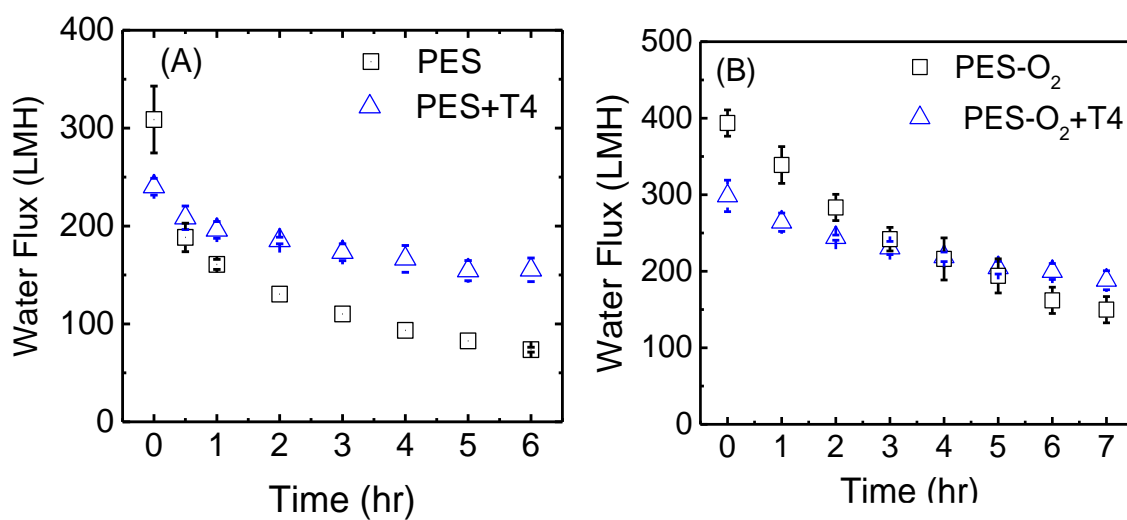 (A)
PES
PES+T4
400
300
200
100
0
Water Flux (LMH)
0 1 2 3 4 5 6
Time (hr)
(B)
PES-O₂
PES-O₂+T4
500
400
300
200
100
0
Water Flux (LMH)
0 1 2 3 4 5 6 7
Time (hr)